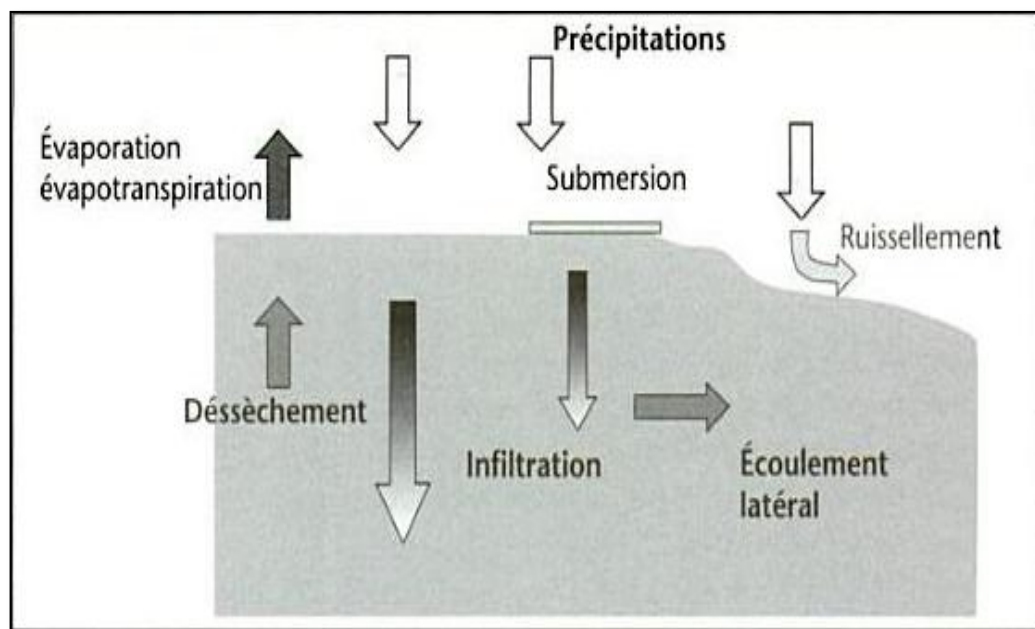 Précipitations
Évaporation
évapotranspiration
Submersion
Ruissellement
Déssèchement
Infiltration
Écoulement
latéral